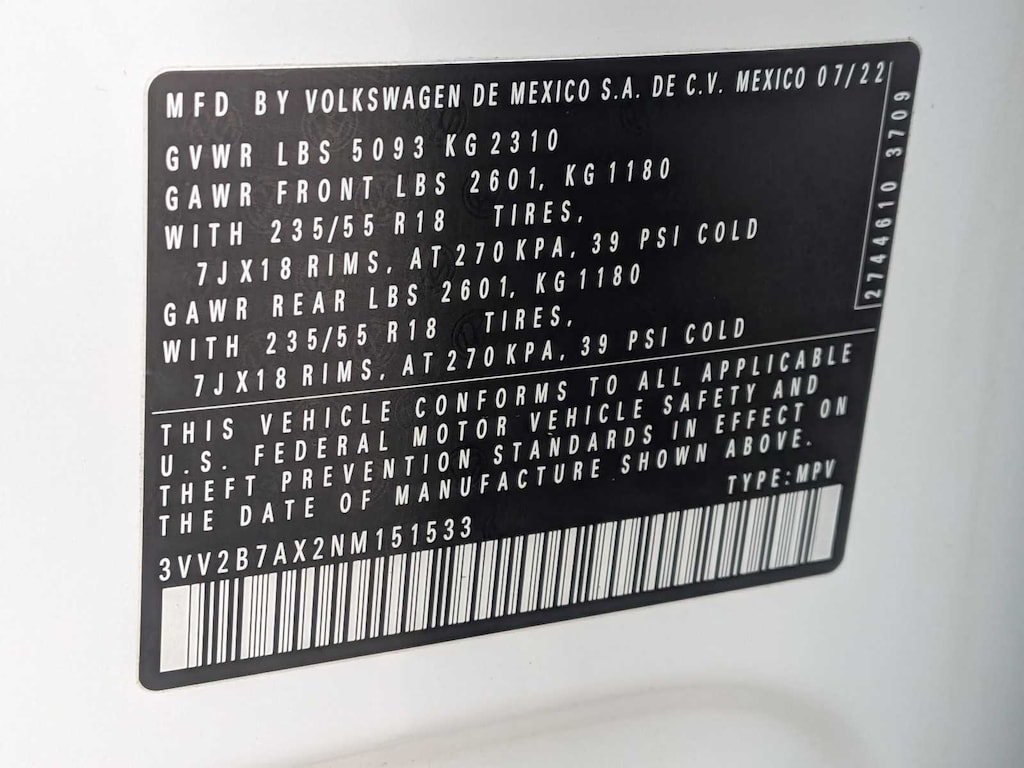 MFD BY VOLKSWAGEN DE MEXICO S.A. DE C.V. MEXICO 07/22
GVWR LBS 5093 KG 2310
GAWR FRONT LBS 2601, KG 1180
WITH 235/55 R18 TIRES,
7JX18 RIMS, AT 270 KPA, 39 PSI COLD
GAWR REAR LBS 2601, KG 1180
WITH 235/55 R18 TIRES,
7JX18 RIMS, AT 270 KPA, 39 PSI COLD
2744610 3709
THIS VEHICLE CONFORMS TO ALL APPLICABLE
U.S. FEDERAL MOTOR VEHICLE SAFETY AND
THEFT PREVENTION STANDARDS IN EFFECT ON
THE DATE OF MANUFACTURE SHOWN ABOVE.
TYPE: MPV
3VV2B7AX2NM151533